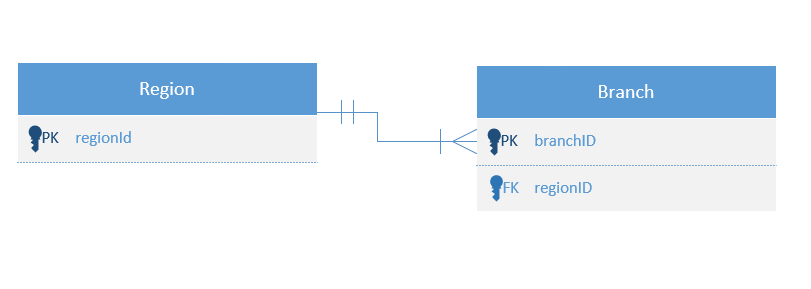 Region
PK regionId
Branch
PK branchID
FK regionID